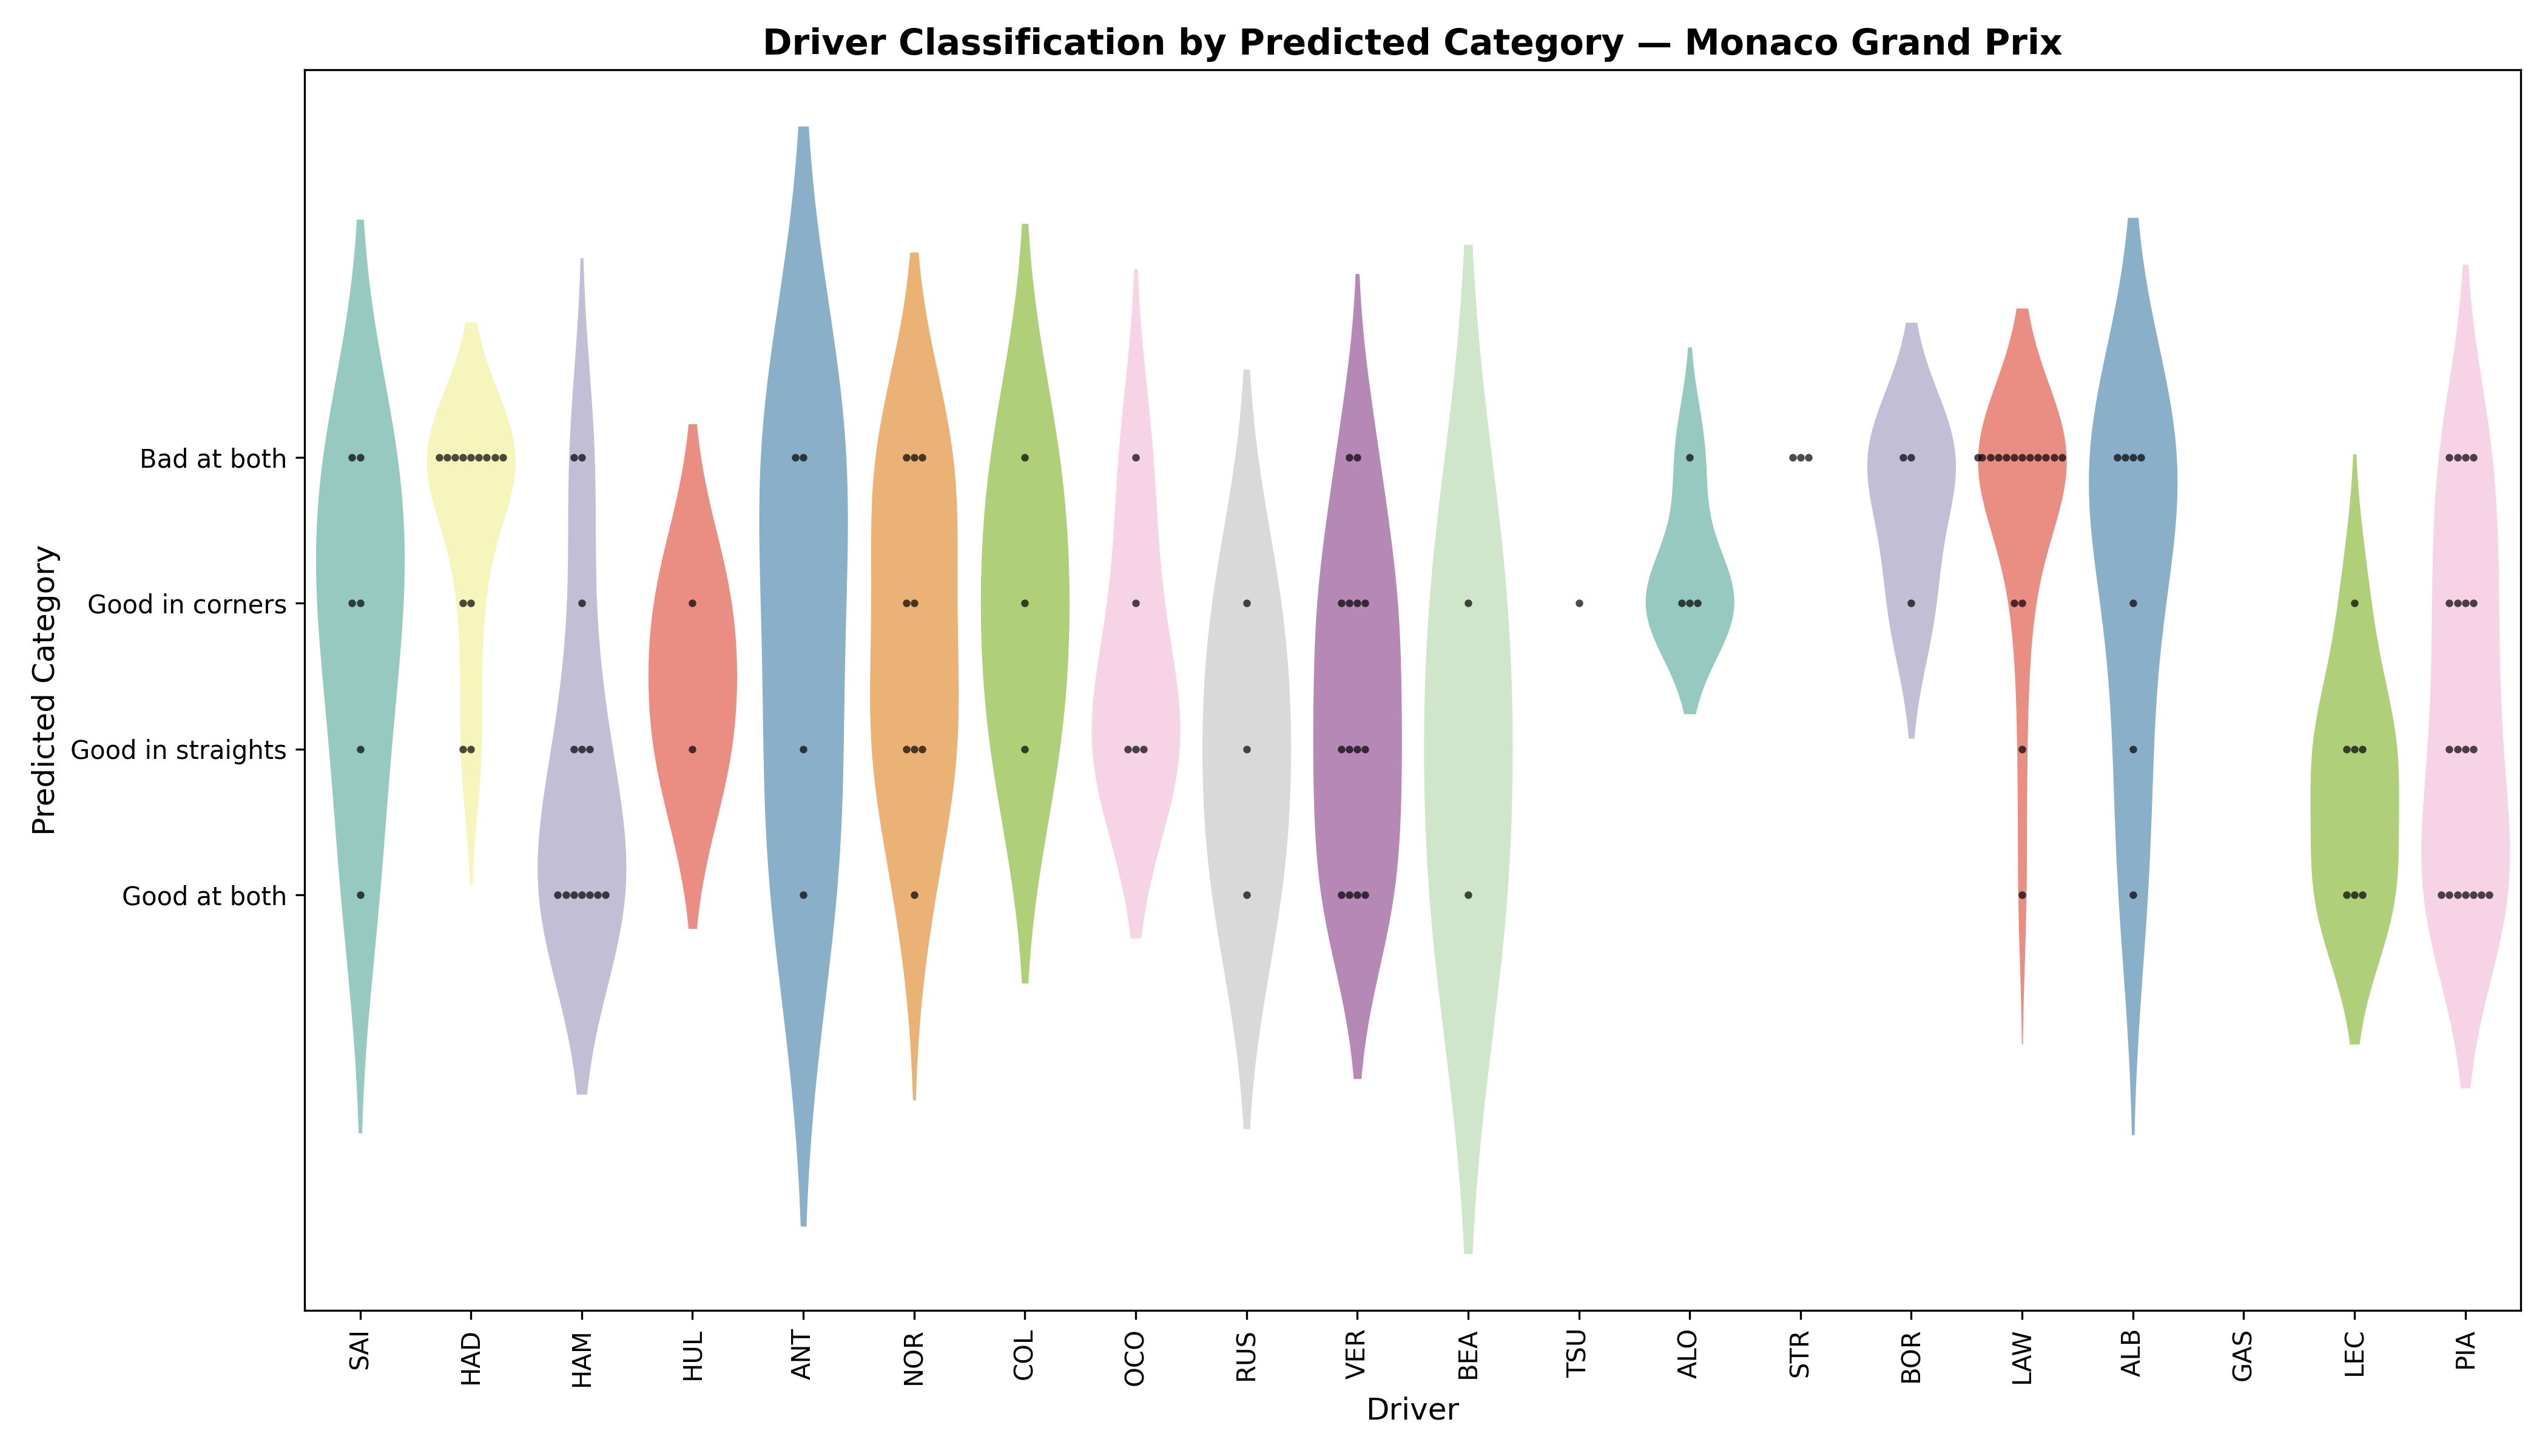 Driver Classification by Predicted Category — Monaco Grand Prix
Predicted Category
Bad at both
Good in corners
Good in straights
Good at both
SAI
HAD
HAM
HUL
ANT
NOR
COL
OCO
RUS
VER
BEA
TSU
ALO
STR
BOR
LAW
ALB
GAS
LEC
PIA
Driver